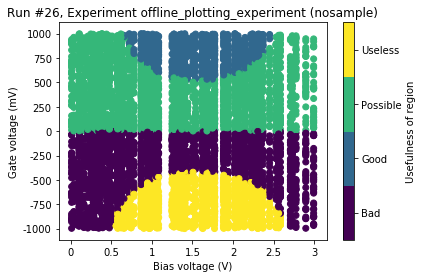 Run #26, Experiment offline_plotting_experiment (nosample)
1000
750
500
250
0
-250
-500
-750
-1000
Gate voltage (mV)
0
0.5
1
1.5
2
2.5
3
Bias voltage (V)
Useless
Possible
Good
Bad
Usefulness of region